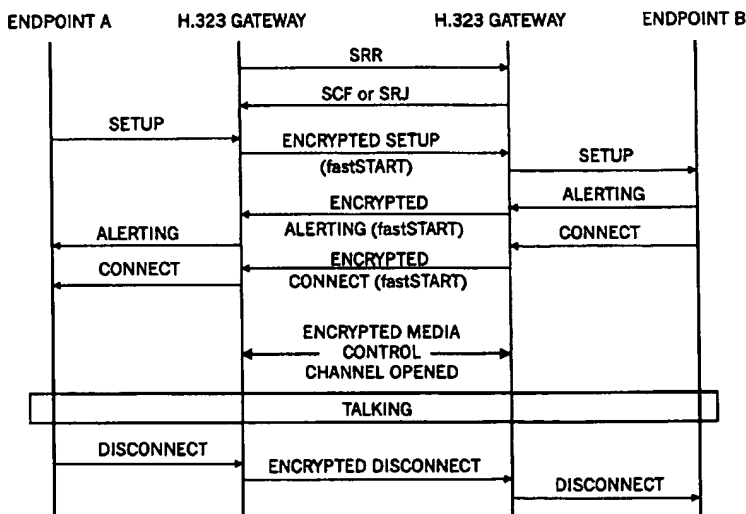 ENDPOINT A
H.323 GATEWAY
H.323 GATEWAY
ENDPOINT B
SRR
SCF or SRJ
SETUP
ENCRYPTED SETUP
(fastSTART)
SETUP
ALERTING
ENCRYPTED
ALERTING (fastSTART)
ALERTING
CONNECT
ENCRYPTED
CONNECT (fastSTART)
CONNECT
ENCRYPTED MEDIA
CONTROL
CHANNEL OPENED
TALKING
DISCONNECT
ENCRYPTED DISCONNECT
DISCONNECT